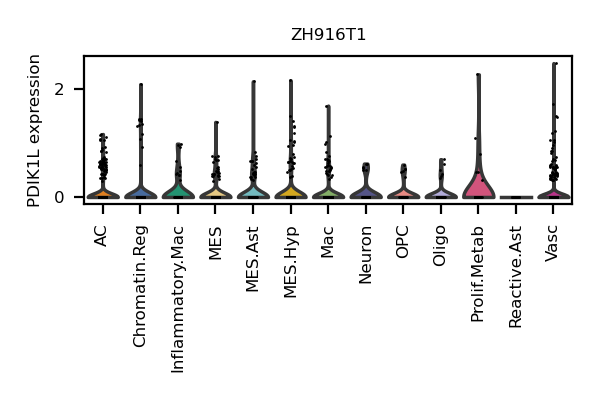 ZH916T1
PDIK1L expression
2
0
AC
Chromatin.Reg
Inflammatory.Mac
MES
MES.Ast
MES.Hyp
Mac
Neuron
OPC
Oligo
Prolif.Metab
Reactive.Ast
Vasc